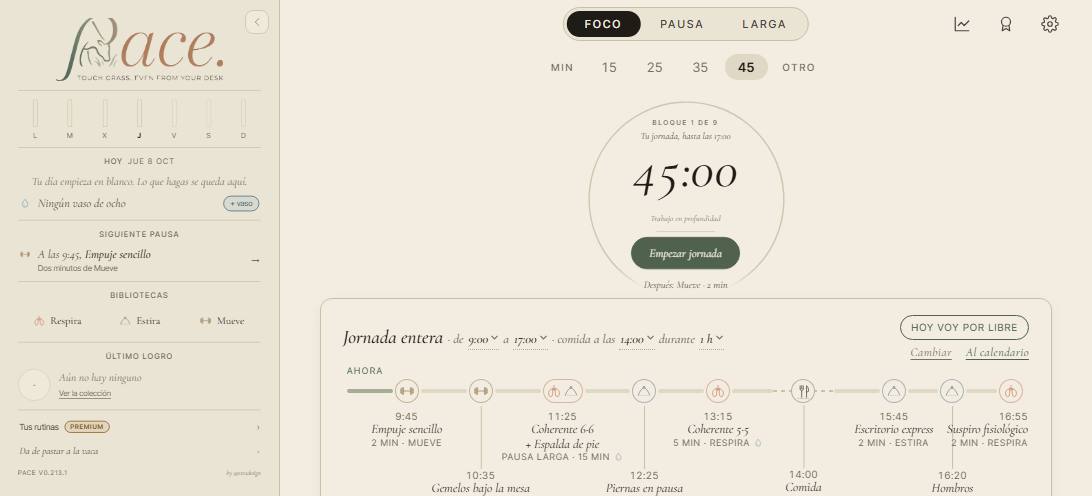 Pace.
TOUCH GRASS. EVEN FROM YOUR DESK
L M X J V S D
HOY JUE 8 OCT
Tu día empieza en blanco. Lo que hagas se queda aquí.
Ningún vaso de ocho
+ vaso
SIGUIENTE PAUSA
A las 9:45, Empuje sencillo
Dos minutos de Mueve
→
BIBLIOTECAS
Respira Estira Mueve
ÚLTIMO LOGRO
Aún no hay ninguno
Ver la colección
Tus rutinas PREMIUM ›
Da de pastar a la vaca
PACE V0.213.1
FOCO PAUSA LARGA
MIN 15 25 35 45 OTRO
BLOQUE 1 DE 9
Tu jornada, hasta las 17:00
45:00
Trabajo en profundidad
Empezar jornada
Después: Mueve · 2 min
Jornada entera · de 9:00 a 17:00 · comida a las 14:00 durante 1 h
HOY VOY POR LIBRE
Cambiar Al calendario
AHORA
9:45
Empuje sencillo
2 MIN · MUEVE
10:35
Gemelos bajo la mesa
11:25
Coherente 6-6
+ Espalda de pie
PAUSA LARGA · 15 MIN
12:25
Piernas en pausa
13:15
Coherente 5-5
5 MIN · RESPIRA
14:00
Comida
15:45
Escritorio express
2 MIN · ESTIRA
16:20
Hombros
16:55
Suspiro fisiológico
2 MIN · RESPIRA